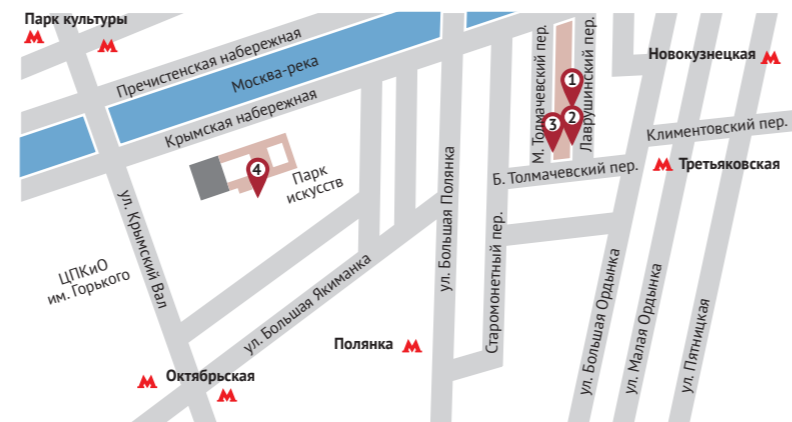 Парк культуры
Пречистенская набережная
Москва-река
Крымская набережная
М. Толмачевский пер.
Лаврушинский пер.
Новокузнецкая
1
2
3
Климентовский пер.
Третьяковская
Б. Толмачевский пер.
4
Парк
искусств
ул. Крымский Вал
ЦПКиО
им. Горького
ул. Большая Якиманка
ул. Большая Полянка
Старомонетный пер.
ул. Большая Ордынка
ул. Малая Ордынка
ул. Пятницкая
Полянка
Октябрьская